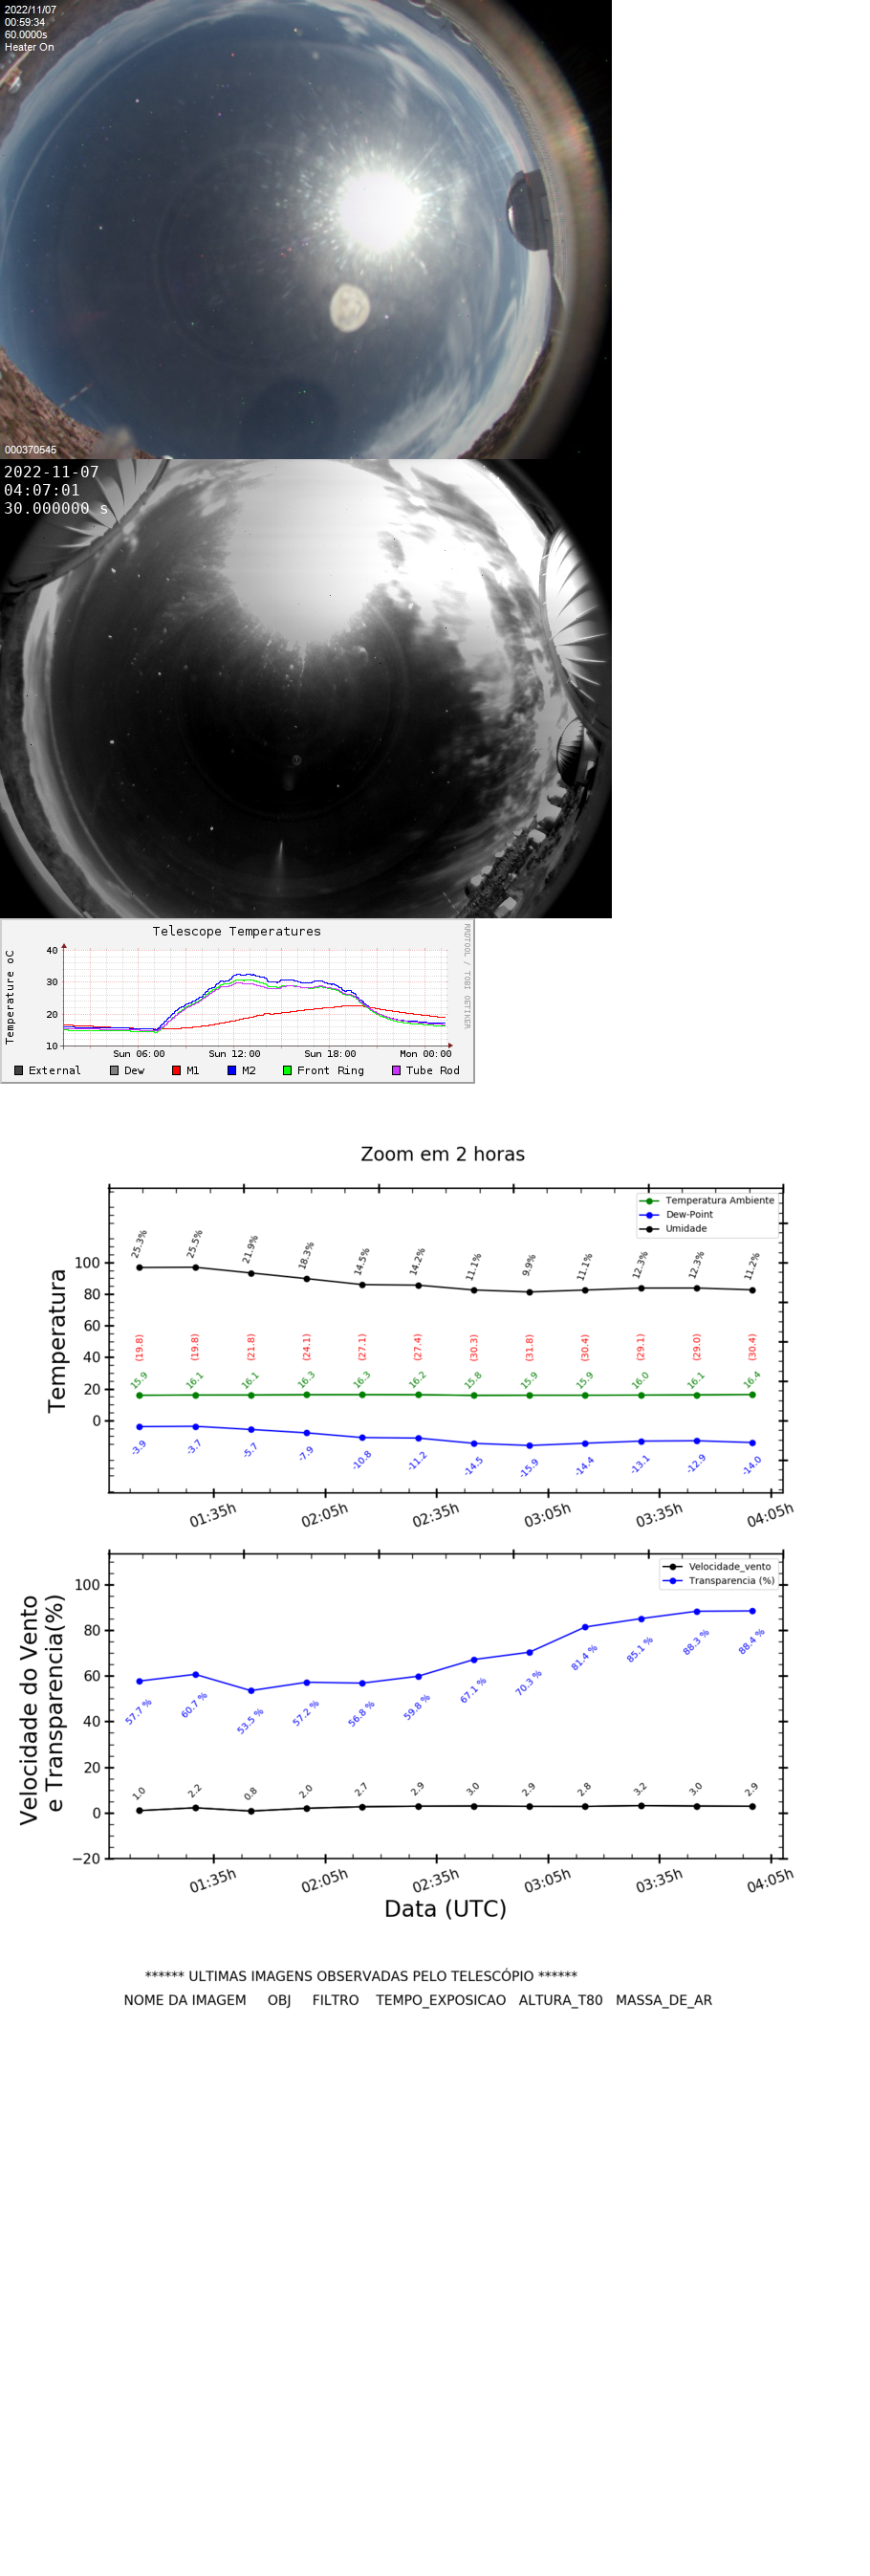 2022/11/07
00:59:34
60.0000s
Heater On
000370545
2022-11-07
04:07:01
30.000000 s
Telescope Temperatures
RRDTOOL / TOBI OETIKER
Temperature oC
40
30
20
10
Sun 06:00 Sun 12:00 Sun 18:00 Mon 00:00
External Dew M1 M2 Front Ring Tube Rod
Zoom em 2 horas
Temperatura Ambiente
Dew-Point
Umidade
Temperatura
100
80
60
40
20
0
25.3% 25.5% 21.9% 18.3% 14.5% 14.2% 11.1% 9.9% 11.1% 12.3% 12.3% 11.2%
(19.8) (19.8) (21.8) (24.1) (27.1) (27.4) (30.3) (31.8) (30.4) (29.1) (29.0) (30.4)
15.9 16.1 16.1 16.3 16.3 16.2 15.8 15.9 15.9 16.0 16.1 16.4
-3.9 -3.7 -5.7 -7.9 -10.8 -11.2 -14.5 -15.9 -14.4 -13.1 -12.9 -14.0
01:35h 02:05h 02:35h 03:05h 03:35h 04:05h
Velocidade_vento
Transparencia (%)
Velocidade do Vento
e Transparencia(%)
100
80
60
40
20
0
−20
57.7 % 60.7 % 53.5 % 57.2 % 56.8 % 59.8 % 67.1 % 70.3 % 81.4 % 85.1 % 88.3 % 88.4 %
1.0 2.2 0.8 2.0 2.7 2.9 3.0 2.9 2.8 3.2 3.0 2.9
01:35h 02:05h 02:35h 03:05h 03:35h 04:05h
Data (UTC)
****** ULTIMAS IMAGENS OBSERVADAS PELO TELESCÓPIO ******
NOME DA IMAGEM OBJ FILTRO TEMPO_EXPOSICAO ALTURA_T80 MASSA_DE_AR